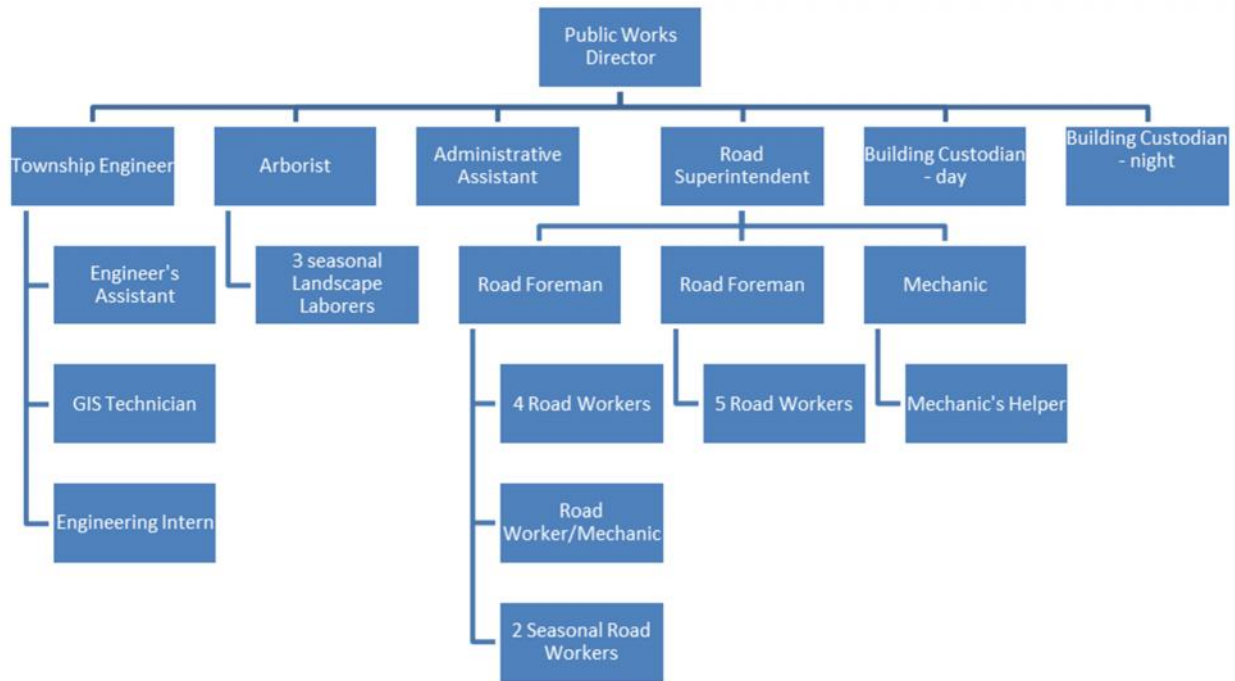 Public Works
Director
Township Engineer
Arborist
Administrative
Assistant
Road
Superintendent
Building Custodian
- day
Building Custodian
- night
Engineer's
Assistant
3 seasonal
Landscape
Laborers
Road Foreman
Road Foreman
Mechanic
GIS Technician
4 Road Workers
5 Road Workers
Mechanic's Helper
Engineering Intern
Road
Worker/Mechanic
2 Seasonal Road
Workers